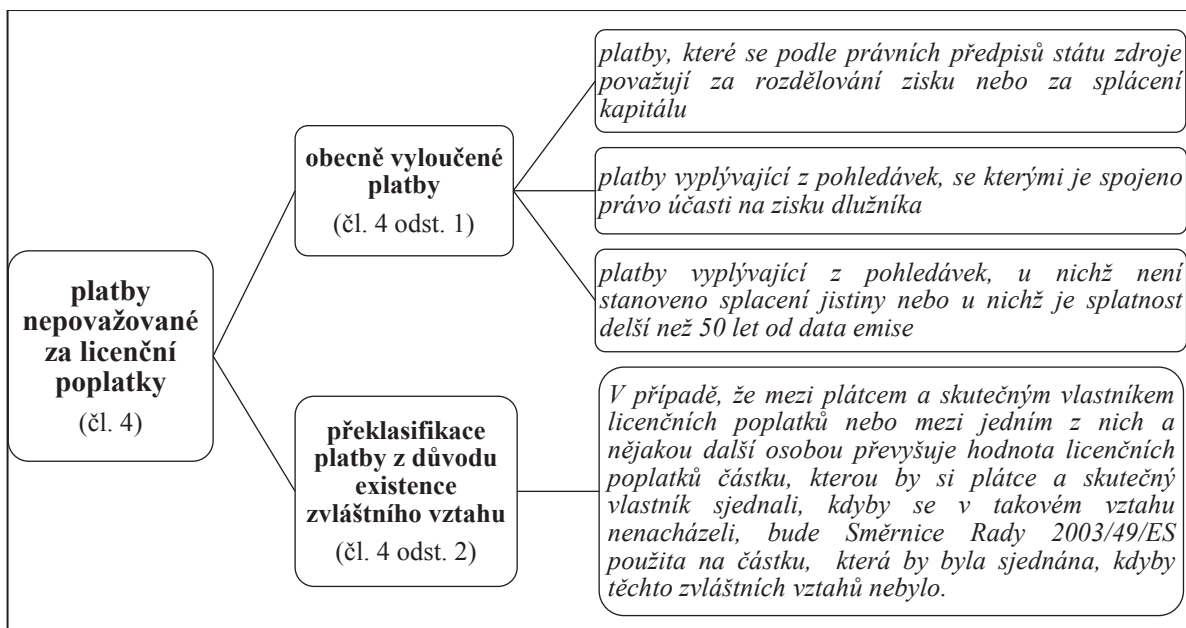 platby
nepovažované
za licenční
poplatky
(čl. 4)
obecně vyloučené
platby
(čl. 4 odst. 1)
platby, které se podle právních předpisů státu zdroje
považují za rozdělování zisku nebo za splácení
kapitálu
platby vyplývající z pohledávek, se kterými je spojeno
právo účasti na zisku dlužníka
platby vyplývající z pohledávek, u nichž není
stanoveno splacení jistiny nebo u nichž je splatnost
delší než 50 let od data emise
překlasifikace
platby z důvodu
existence
zvláštního vztahu
(čl. 4 odst. 2)
V případě, že mezi plátcem a skutečným vlastníkem
licenčních poplatků nebo mezi jedním z nich a
nějakou další osobou převyšuje hodnota licenčních
poplatků částku, kterou by si plátce a skutečný
vlastník sjednali, kdyby se v takovém vztahu
nenacházeli, bude Směrnice Rady 2003/49/ES
použita na částku, která by byla sjednána, kdyby
těchto zvláštních vztahů nebylo.